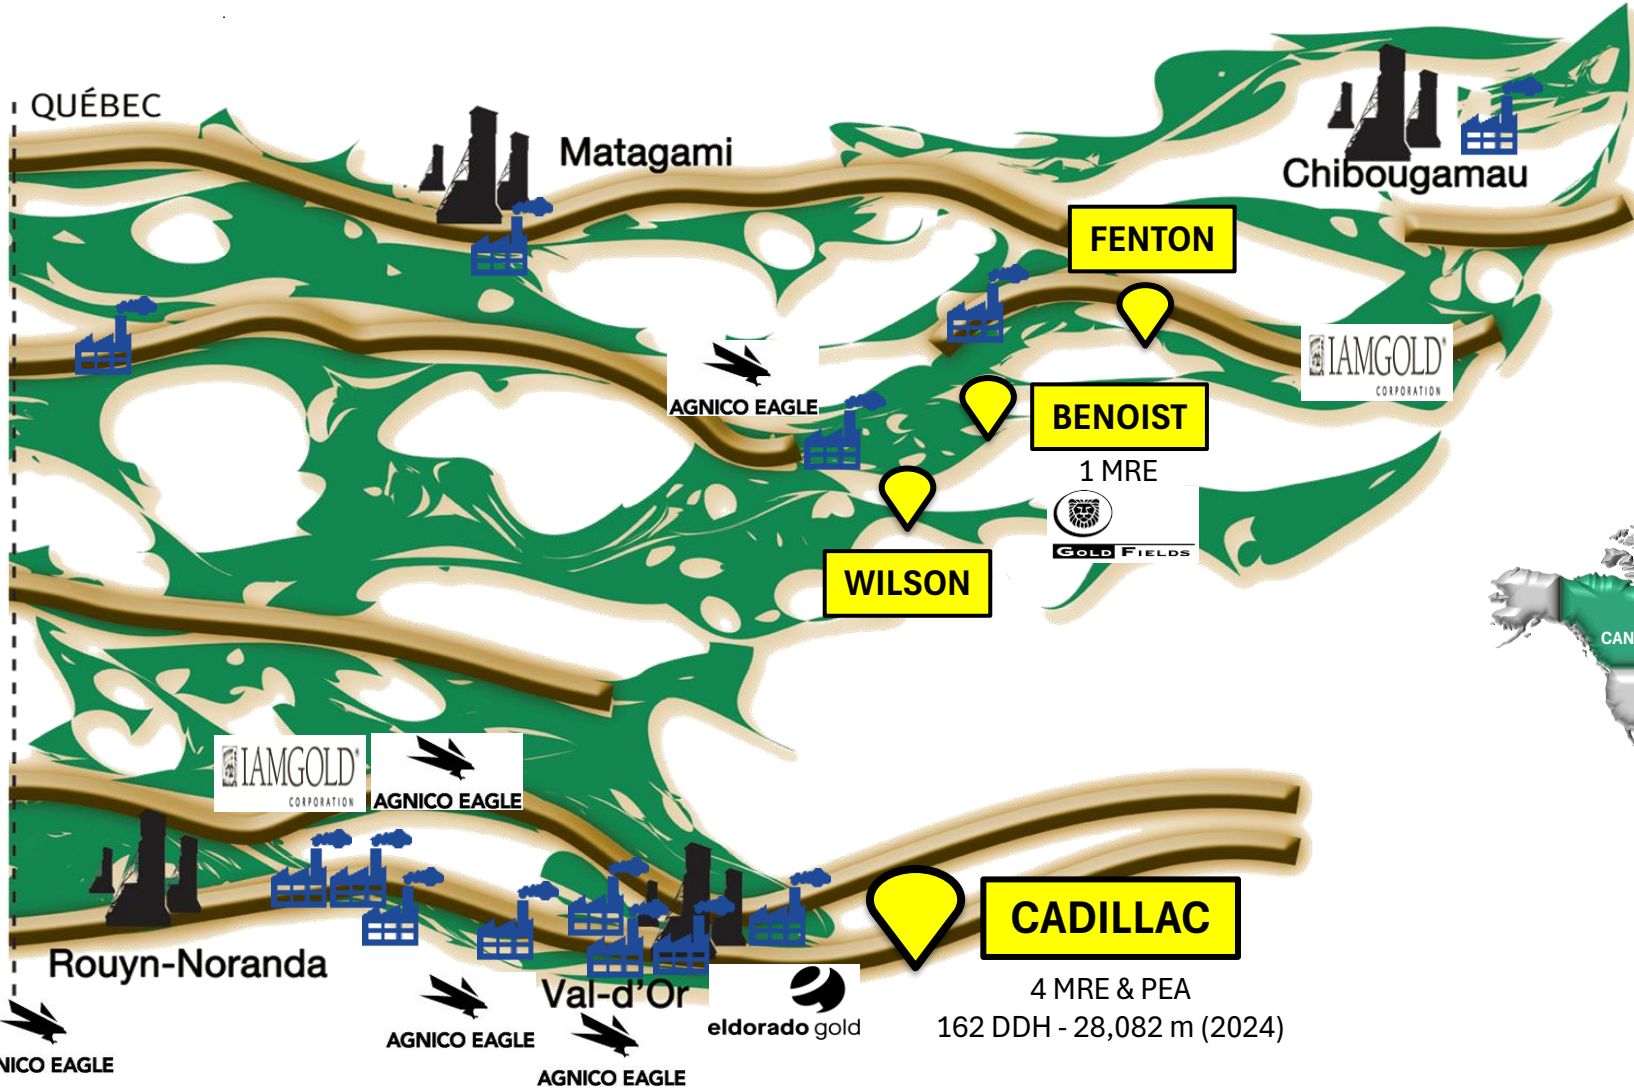 QUÉBEC
Matagami
Chibougamau
FENTON
IAMGOLD®
CORPORATION
AGNICO EAGLE
BENOIST
1 MRE
GOLD FIELDS
WILSON
CAN
IAMGOLD®
CORPORATION
AGNICO EAGLE
CADILLAC
4 MRE & PEA
162 DDH - 28,082 m (2024)
Rouyn-Noranda
Val-d'Or
eldorado gold
AGNICO EAGLE
NICO EAGLE
AGNICO EAGLE